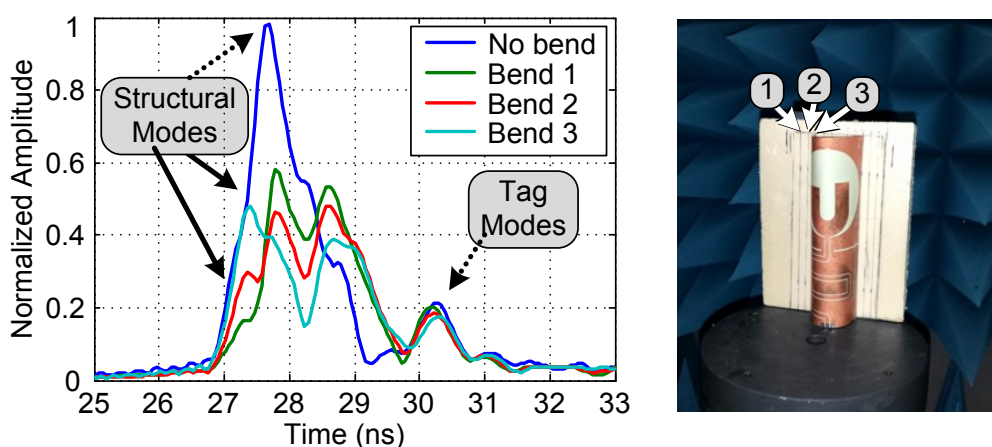 No bend
Bend 1
Bend 2
Bend 3
Structural
Modes
Tag
Modes
Normalized Amplitude
1
0.8
0.6
0.4
0.2
0
25 26 27 28 29 30 31 32 33
Time (ns)
1 2 3